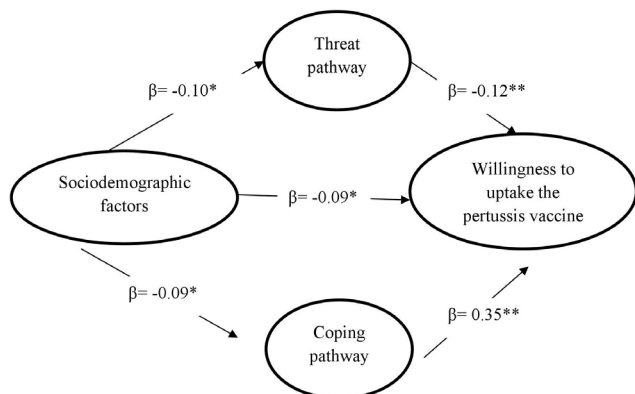 Threat
pathway
β= -0.10*
β= -0.12**
Sociodemographic
factors
β= -0.09*
Willingness to
uptake the
pertussis vaccine
β= -0.09*
β= 0.35**
Coping
pathway